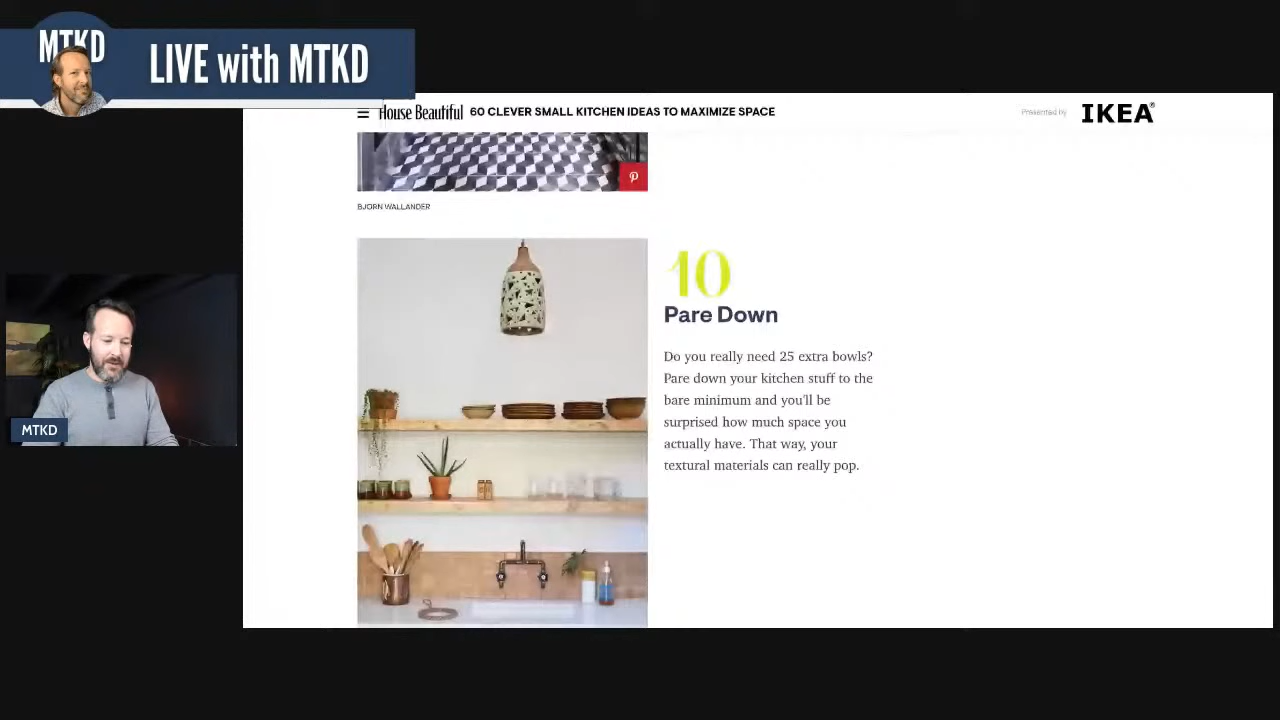 MTKD
LIVE with MTKD
House Beautiful 60 CLEVER SMALL KITCHEN IDEAS TO MAXIMIZE SPACE
Presented by IKEA®
BJORN WALLANDER
10
Pare Down
Do you really need 25 extra bowls?
Pare down your kitchen stuff to the
bare minimum and you'll be
surprised how much space you
actually have. That way, your
textural materials can really pop.
MTKD